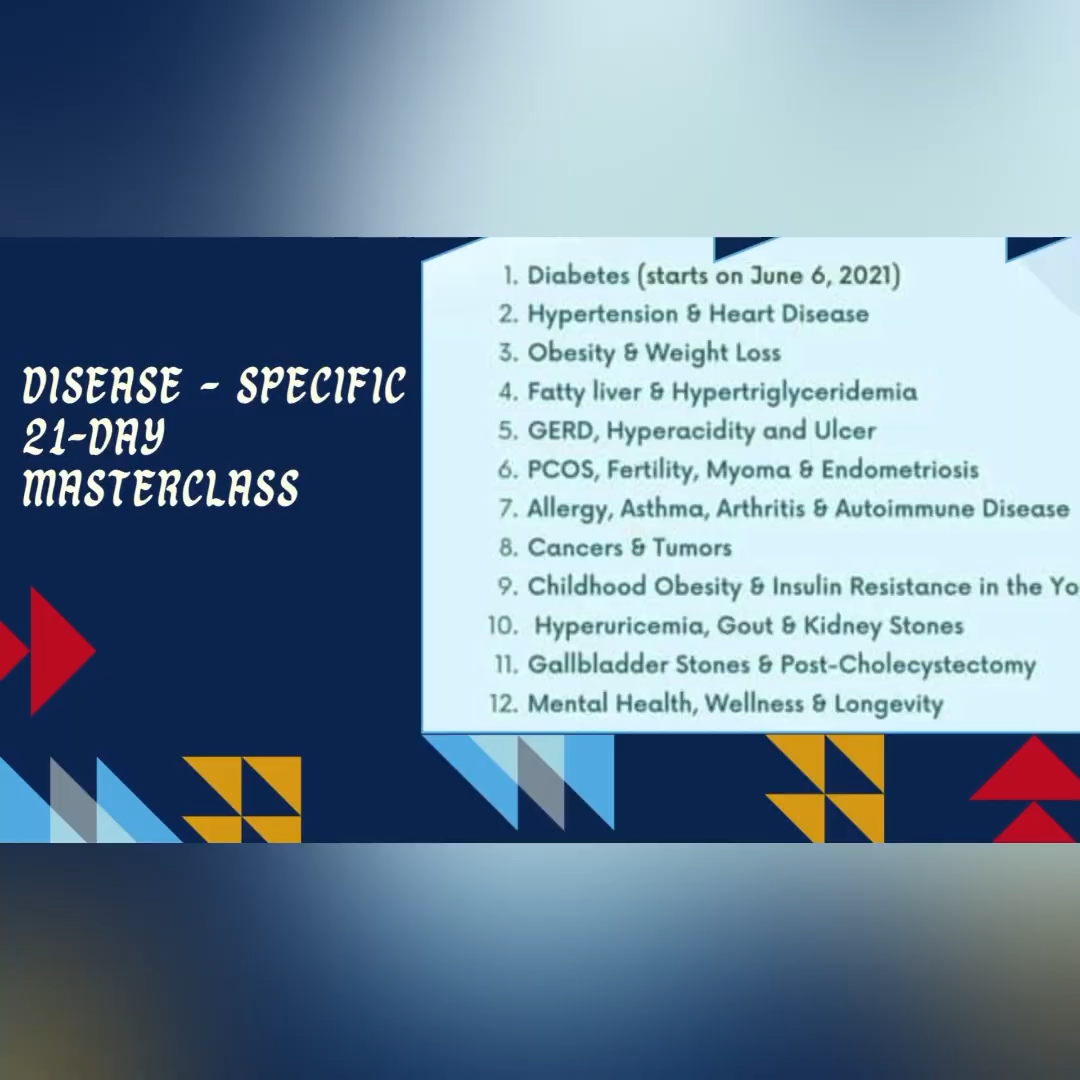 DISEASE - SPECIFIC
21-DAY
MASTERCLASS
1. Diabetes (starts on June 6, 2021)
2. Hypertension & Heart Disease
3. Obesity & Weight Loss
4. Fatty liver & Hypertriglyceridemia
5. GERD, Hyperacidity and Ulcer
6. PCOS, Fertility, Myoma & Endometriosis
7. Allergy, Asthma, Arthritis & Autoimmune Disease
8. Cancers & Tumors
9. Childhood Obesity & Insulin Resistance in the Yo
10. Hyperuricemia, Gout & Kidney Stones
11. Gallbladder Stones & Post-Cholecystectomy
12. Mental Health, Wellness & Longevity